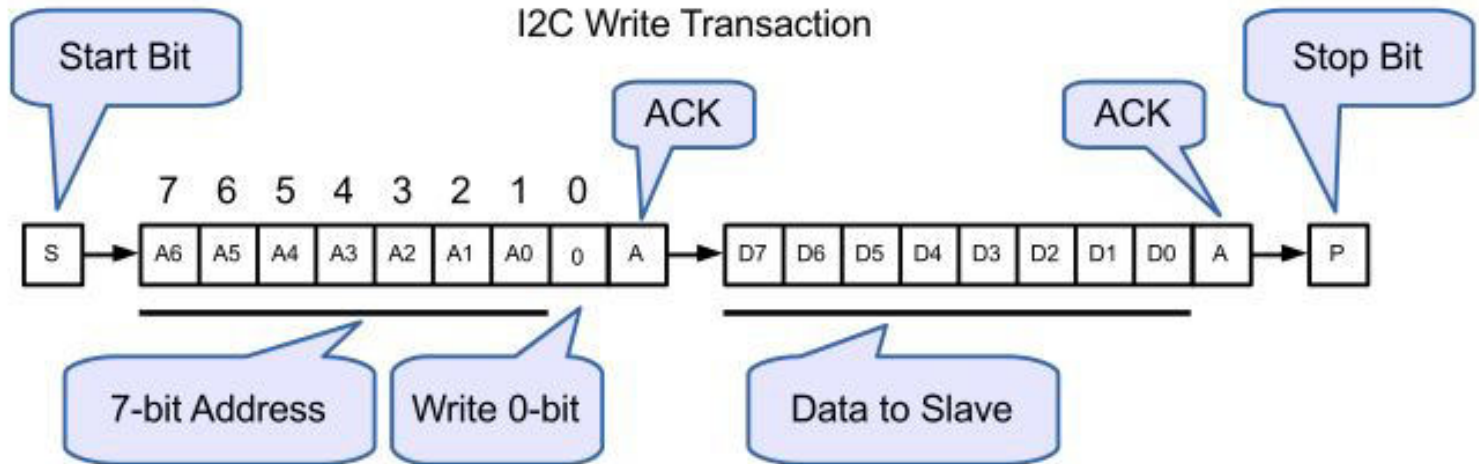 I2C Write Transaction
Start Bit
Stop Bit
ACK
ACK
7 6 5 4 3 2 1 0
S A6 A5 A4 A3 A2 A1 A0 0 A D7 D6 D5 D4 D3 D2 D1 D0 A P
7-bit Address
Write 0-bit
Data to Slave